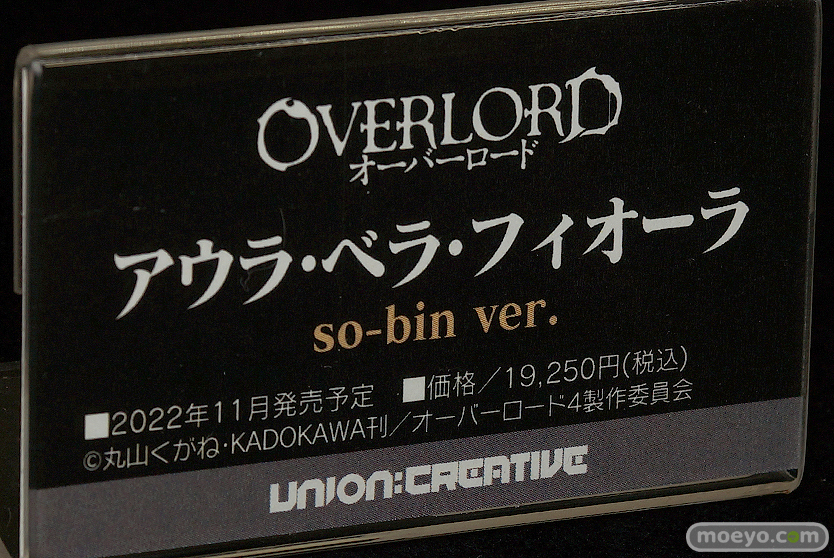 OVERLORD
オーバーロード
アウラ・ベラ・フィオーラ
so-bin ver.
■2022年11月発売予定 ■価格／19,250円(税込)
©丸山くがね・KADOKAWA刊／オーバーロード4製作委員会
UNION:CREATIVE
moeyo.com